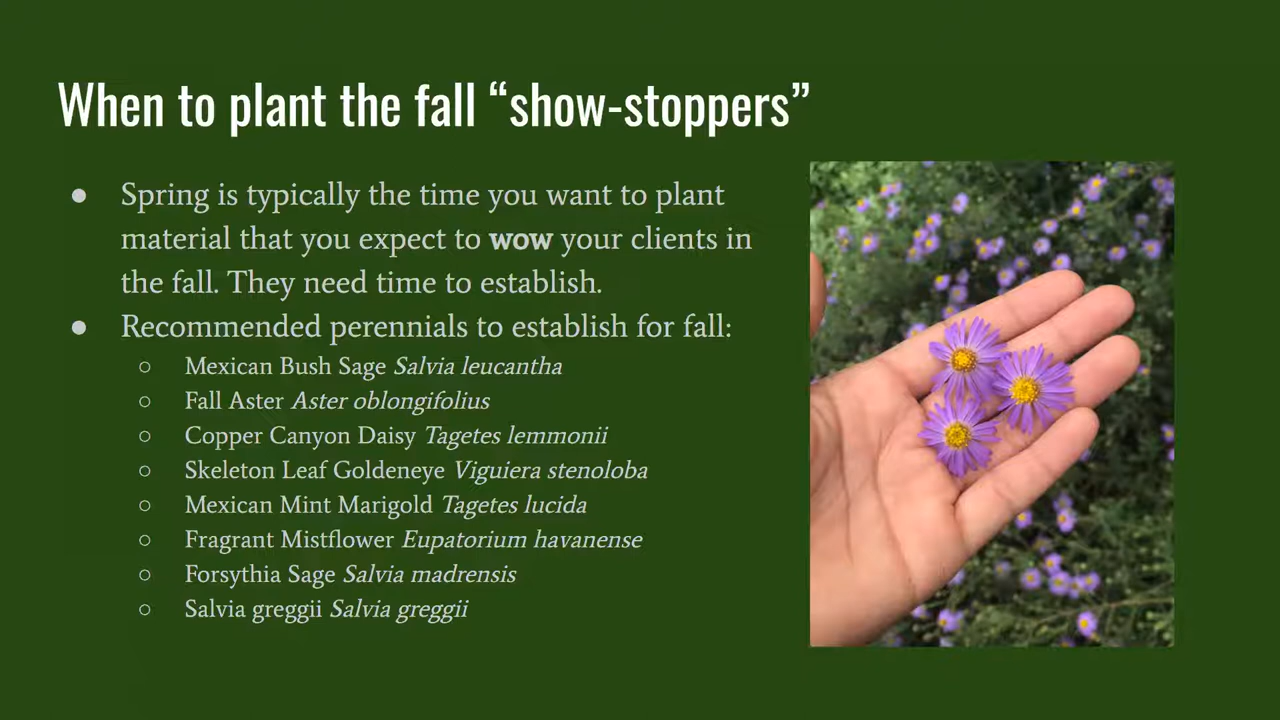 When to plant the fall “show-stoppers”
● Spring is typically the time you want to plant
material that you expect to wow your clients in
the fall. They need time to establish.
● Recommended perennials to establish for fall:
○ Mexican Bush Sage Salvia leucantha
○ Fall Aster Aster oblongifolius
○ Copper Canyon Daisy Tagetes lemmonii
○ Skeleton Leaf Goldeneye Viguiera stenoloba
○ Mexican Mint Marigold Tagetes lucida
○ Fragrant Mistflower Eupatorium havanense
○ Forsythia Sage Salvia madrensis
○ Salvia greggii Salvia greggii